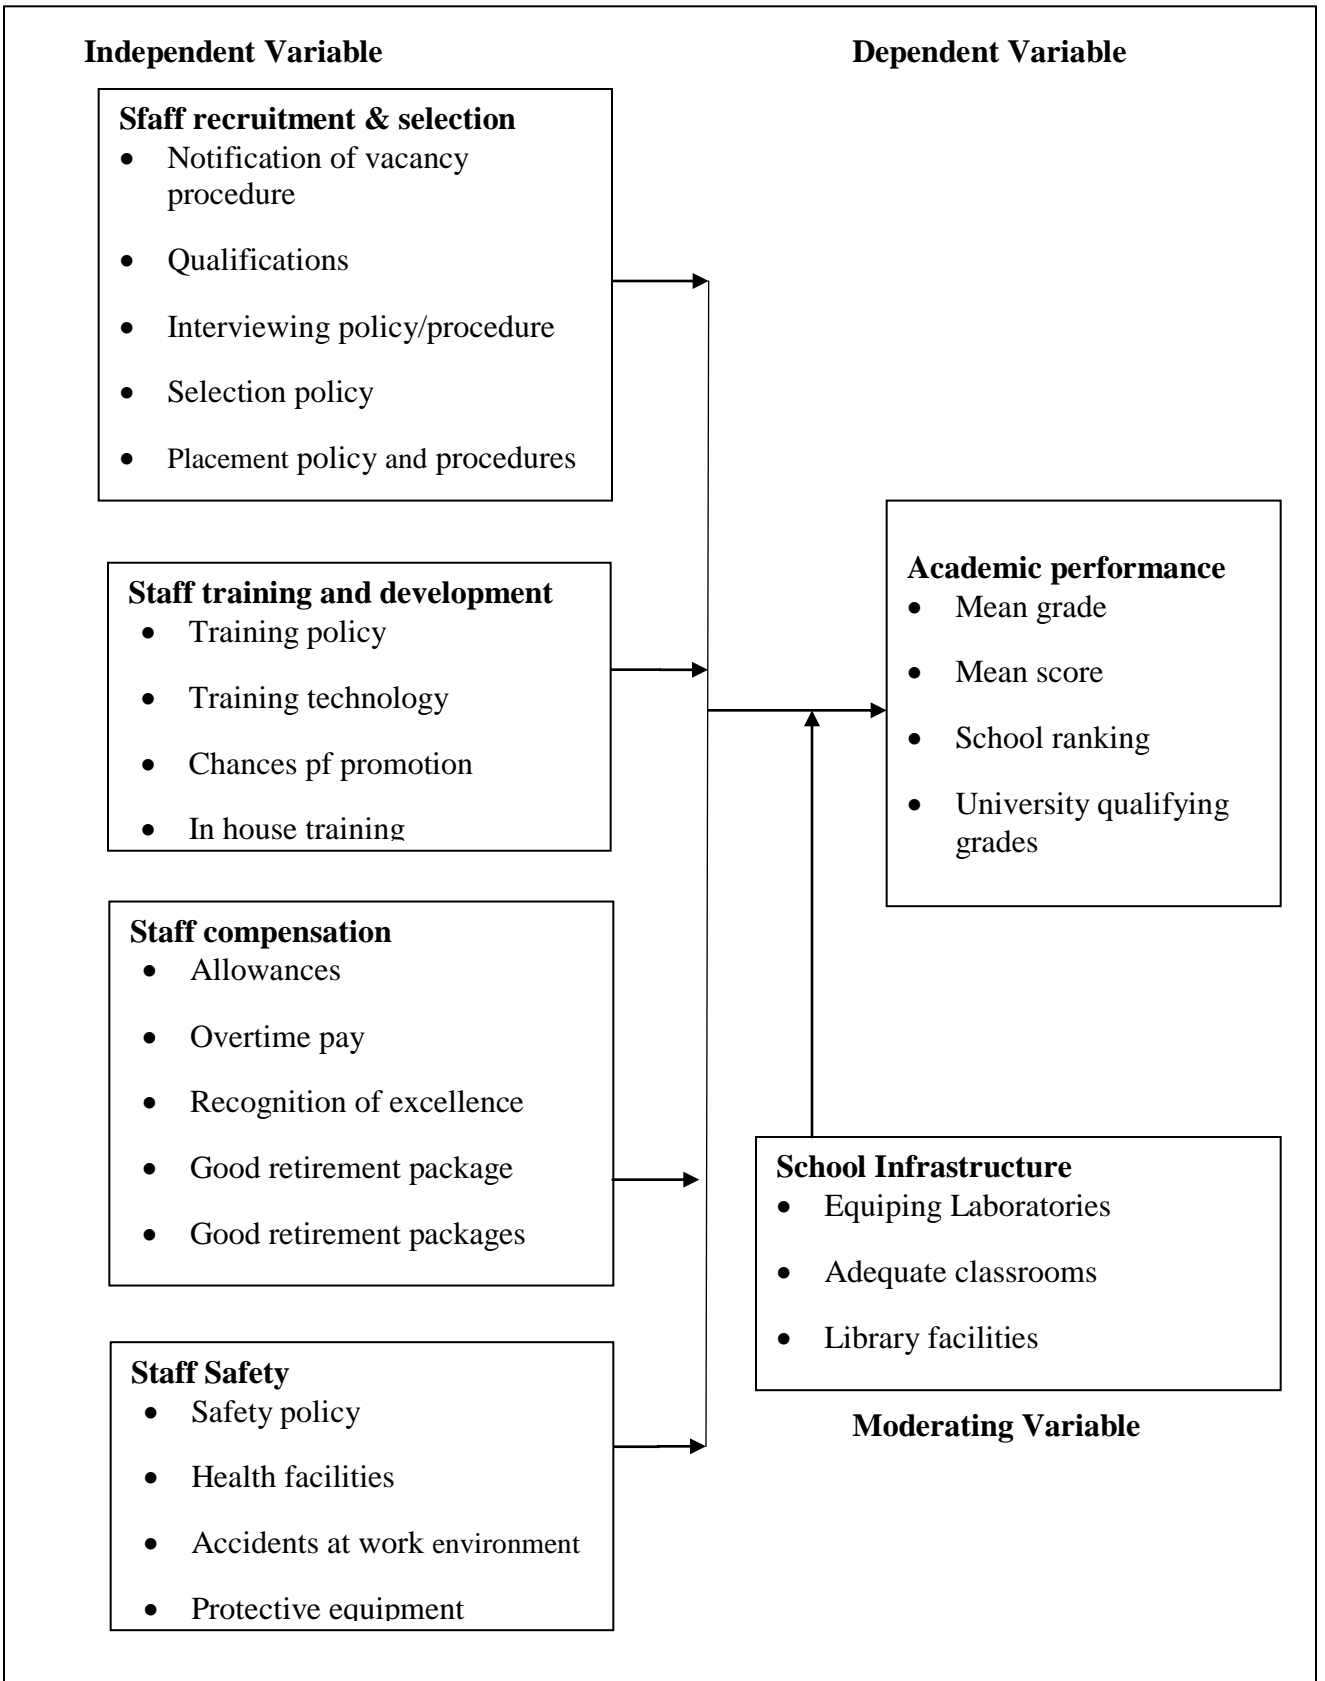 Independent Variable
Dependent Variable
Sfaff recruitment & selection
• Notification of vacancy
procedure
• Qualifications
• Interviewing policy/procedure
• Selection policy
• Placement policy and procedures
Staff training and development
• Training policy
• Training technology
• Chances pf promotion
• In house training
Staff compensation
• Allowances
• Overtime pay
• Recognition of excellence
• Good retirement package
• Good retirement packages
Staff Safety
• Safety policy
• Health facilities
• Accidents at work environment
• Protective equipment
Academic performance
• Mean grade
• Mean score
• School ranking
• University qualifying
grades
School Infrastructure
• Equiping Laboratories
• Adequate classrooms
• Library facilities
Moderating Variable